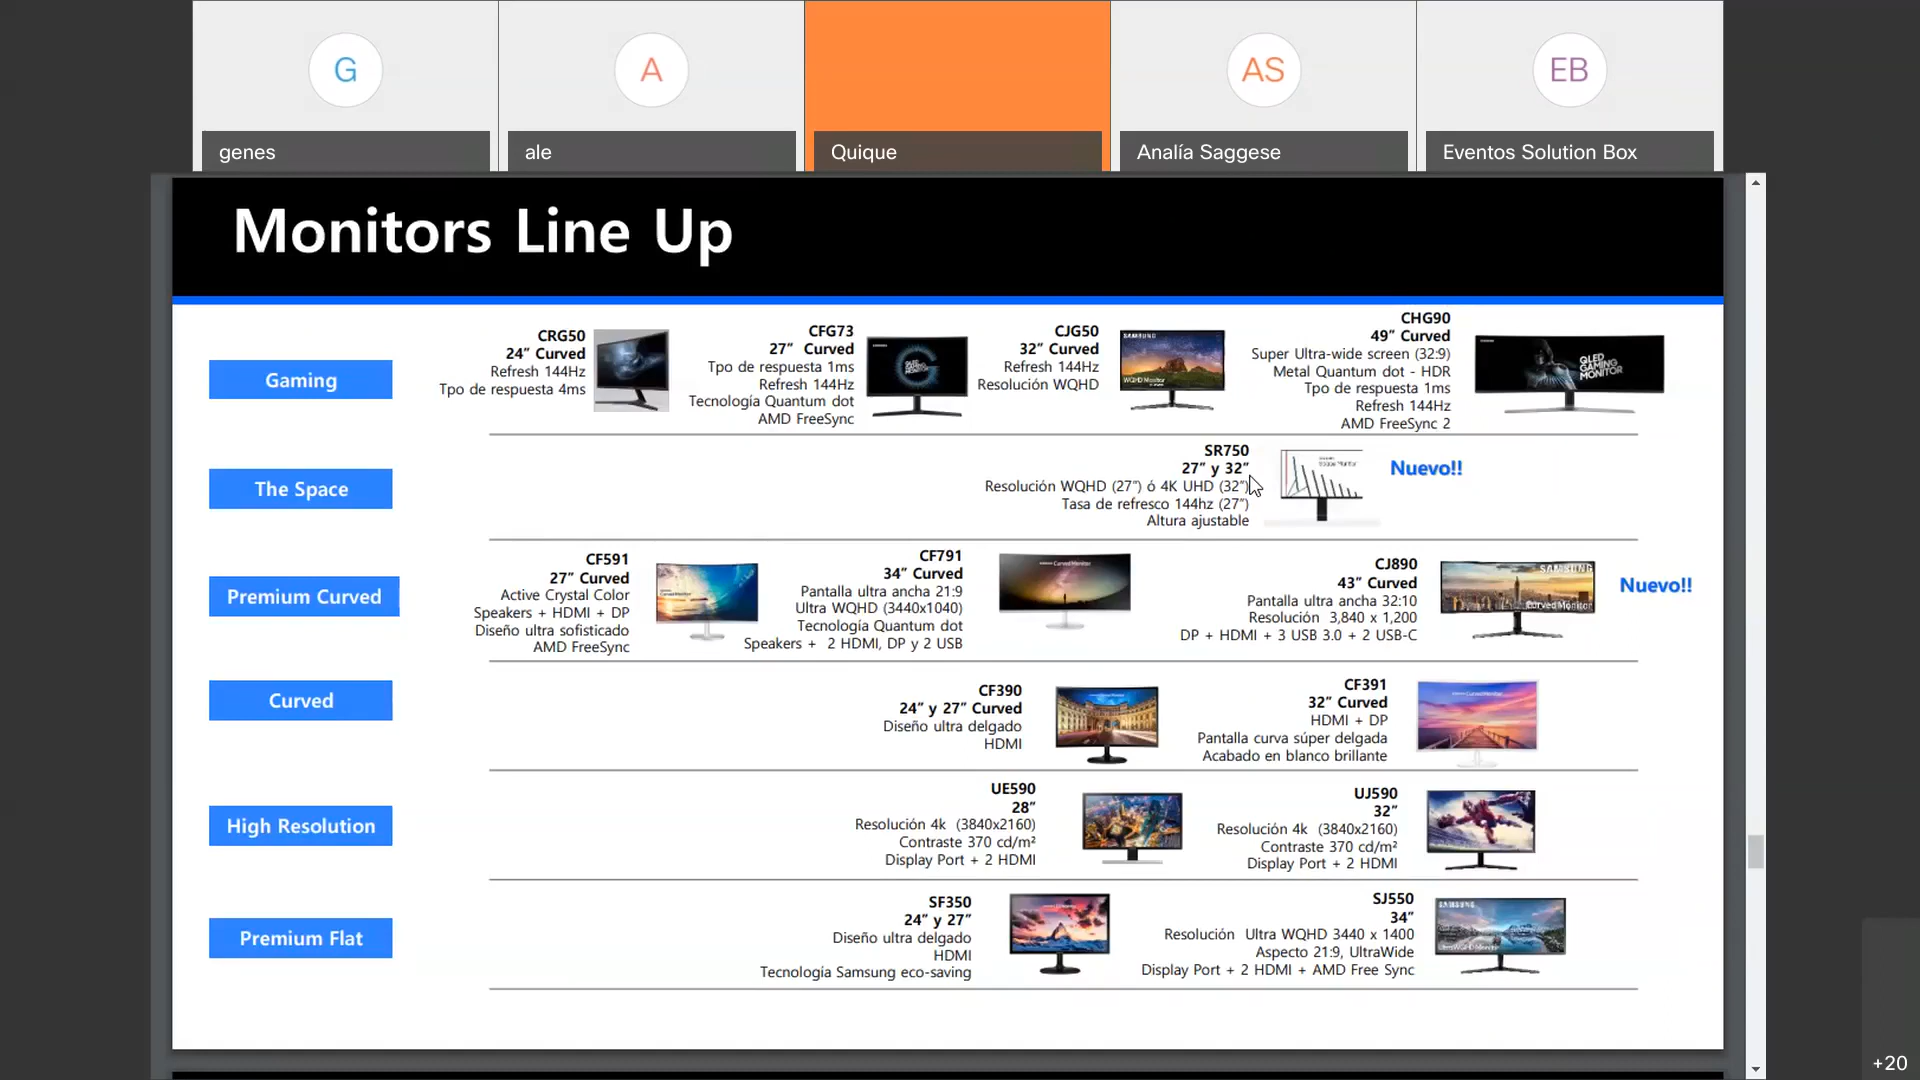 G
A
AS
EB
genes
ale
Quique
Analía Saggese
Eventos Solution Box
Monitors Line Up
Gaming
CRG50
24” Curved
Refresh 144Hz
Tpo de respuesta 4ms
CFG73
27” Curved
Tpo de respuesta 1ms
Refresh 144Hz
Tecnología Quantum dot
AMD FreeSync
QLED
GAMING
MONITOR
CJG50
32” Curved
Refresh 144Hz
Resolución WQHD
SAMSUNG
WQHD Monitor
CHG90
49” Curved
Super Ultra-wide screen (32:9)
Metal Quantum dot - HDR
Tpo de respuesta 1ms
Refresh 144Hz
AMD FreeSync 2
QLED
GAMING
MONITOR
The Space
SR750
27” y 32”
Resolución WQHD (27”) ó 4K UHD (32”)
Tasa de refresco 144hz (27”)
Altura ajustable
Nuevo!!
Premium Curved
CF591
27” Curved
Active Crystal Color
Speakers + HDMI + DP
Diseño ultra sofisticado
AMD FreeSync
CF791
34” Curved
Pantalla ultra ancha 21:9
Ultra WQHD (3440x1040)
Tecnología Quantum dot
Speakers + 2 HDMI, DP y 2 USB
CurvedMonitor
CJ890
43” Curved
Pantalla ultra ancha 32:10
Resolución 3,840 x 1,200
DP + HDMI + 3 USB 3.0 + 2 USB-C
SAMSUNG
CurvedMonitor
Nuevo!!
Curved
CF390
24” y 27” Curved
Diseño ultra delgado
HDMI
CF391
32” Curved
HDMI + DP
Pantalla curva súper delgada
Acabado en blanco brillante
High Resolution
UE590
28”
Resolución 4k (3840x2160)
Contraste 370 cd/m²
Display Port + 2 HDMI
UJ590
32”
Resolución 4k (3840x2160)
Contraste 370 cd/m²
Display Port + 2 HDMI
Premium Flat
SF350
24” y 27”
Diseño ultra delgado
HDMI
Tecnología Samsung eco-saving
SJ550
34”
Resolución Ultra WQHD 3440 x 1400
Aspecto 21:9, UltraWide
Display Port + 2 HDMI + AMD Free Sync
SAMSUNG
+20